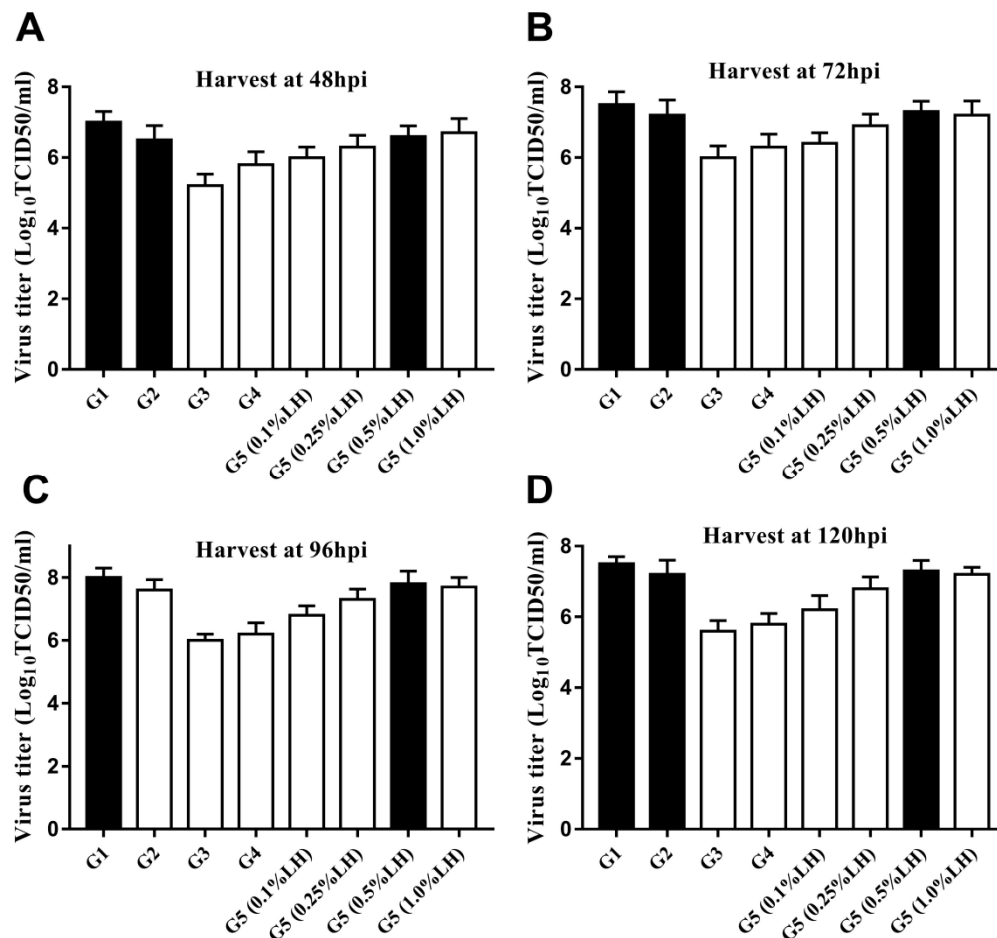 A
Harvest at 48hpi
Virus titer (Log10TCID50/ml)
8
6
4
2
0
G1
G2
G3
G4
G5 (0.1%LH)
G5 (0.25%LH)
G5 (0.5%LH)
G5 (1.0%LH)
B
Harvest at 72hpi
Virus titer (Log10TCID50/ml)
8
6
4
2
0
G1
G2
G3
G4
G5 (0.1%LH)
G5 (0.25%LH)
G5 (0.5%LH)
G5 (1.0%LH)
C
Harvest at 96hpi
Virus titer (Log10TCID50/ml)
8
6
4
2
0
G1
G2
G3
G4
G5 (0.1%LH)
G5 (0.25%LH)
G5 (0.5%LH)
G5 (1.0%LH)
D
Harvest at 120hpi
Virus titer (Log10TCID50/ml)
8
6
4
2
0
G1
G2
G3
G4
G5 (0.1%LH)
G5 (0.25%LH)
G5 (0.5%LH)
G5 (1.0%LH)